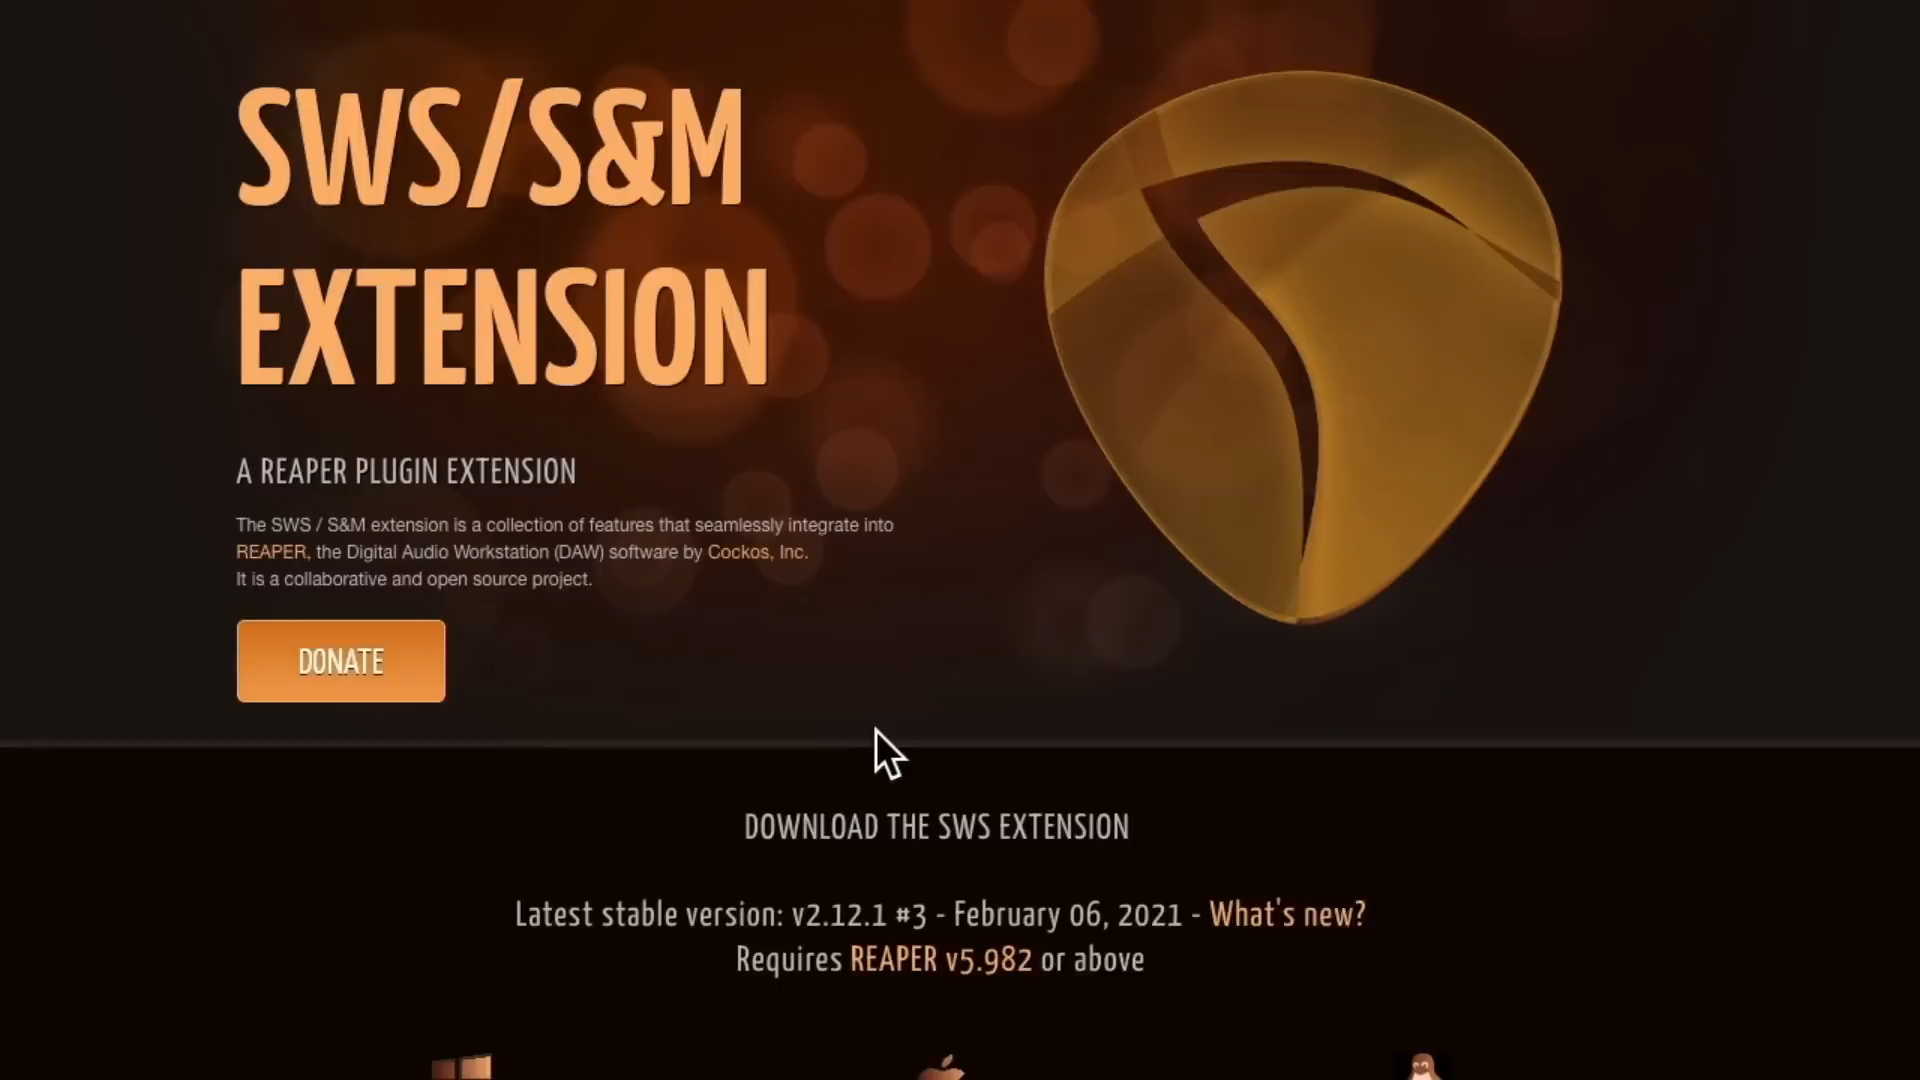 SWS/S&M
EXTENSION
A REAPER PLUGIN EXTENSION
The SWS / S&M extension is a collection of features that seamlessly integrate into
REAPER, the Digital Audio Workstation (DAW) software by Cockos, Inc.
It is a collaborative and open source project.
DONATE
DOWNLOAD THE SWS EXTENSION
Latest stable version: v2.12.1 #3 - February 06, 2021 - What's new?
Requires REAPER v5.982 or above